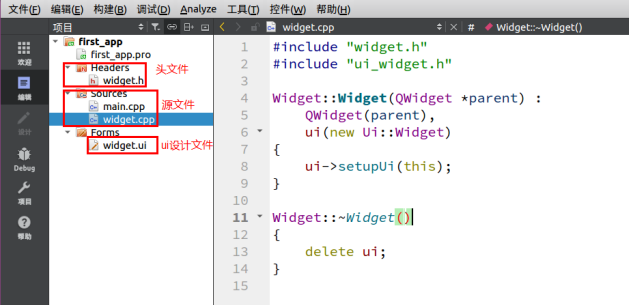 文件(F) 编辑(E) 构建(B) 调试(D) Analyze 工具(T) 控件(W) 帮助(H)
项目
widget.cpp
#
Widget::~Widget()
欢迎
编辑
设计
Debug
项目
帮助
first_app
first_app.pro
Headers
widget.h
头文件
Sources
main.cpp
widget.cpp
源文件
Forms
widget.ui
ui设计文件
1 #include "widget.h"
2 #include "ui_widget.h"
3
4 Widget::Widget(QWidget *parent) :
5 QWidget(parent),
6 ui(new Ui::Widget)
7 {
8 ui->setupUi(this);
9 }
10
11 Widget::~Widget()
12 {
13 delete ui;
14 }
15